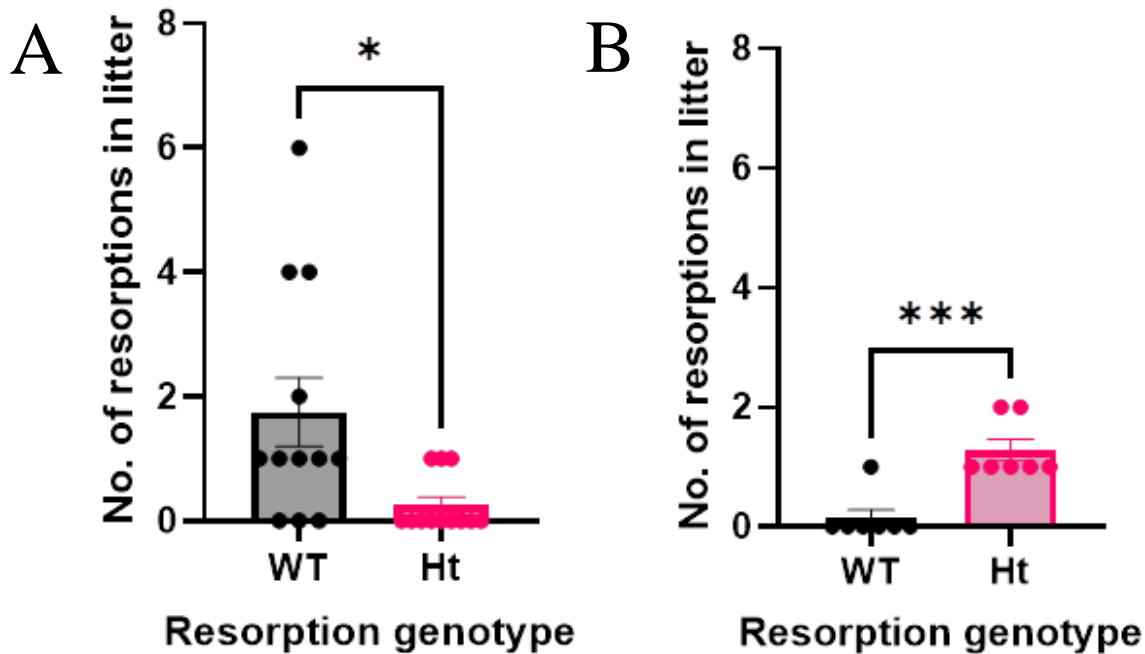 A
No. of resorptions in litter
8
6
4
2
0
*
WT
Ht
Resorption genotype
B
No. of resorptions in litter
8
6
4
2
0
***
WT
Ht
Resorption genotype